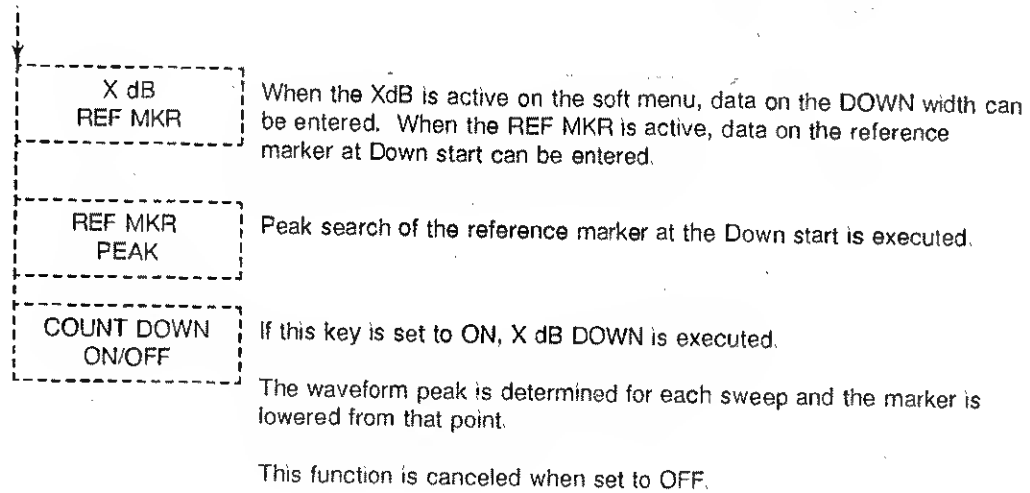 X dB
REF MKR
When the XdB is active on the soft menu, data on the DOWN width can
be entered. When the REF MKR is active, data on the reference
marker at Down start can be entered.
REF MKR
PEAK
Peak search of the reference marker at the Down start is executed.
COUNT DOWN
ON/OFF
If this key is set to ON, X dB DOWN is executed.
The waveform peak is determined for each sweep and the marker is
lowered from that point.
This function is canceled when set to OFF.